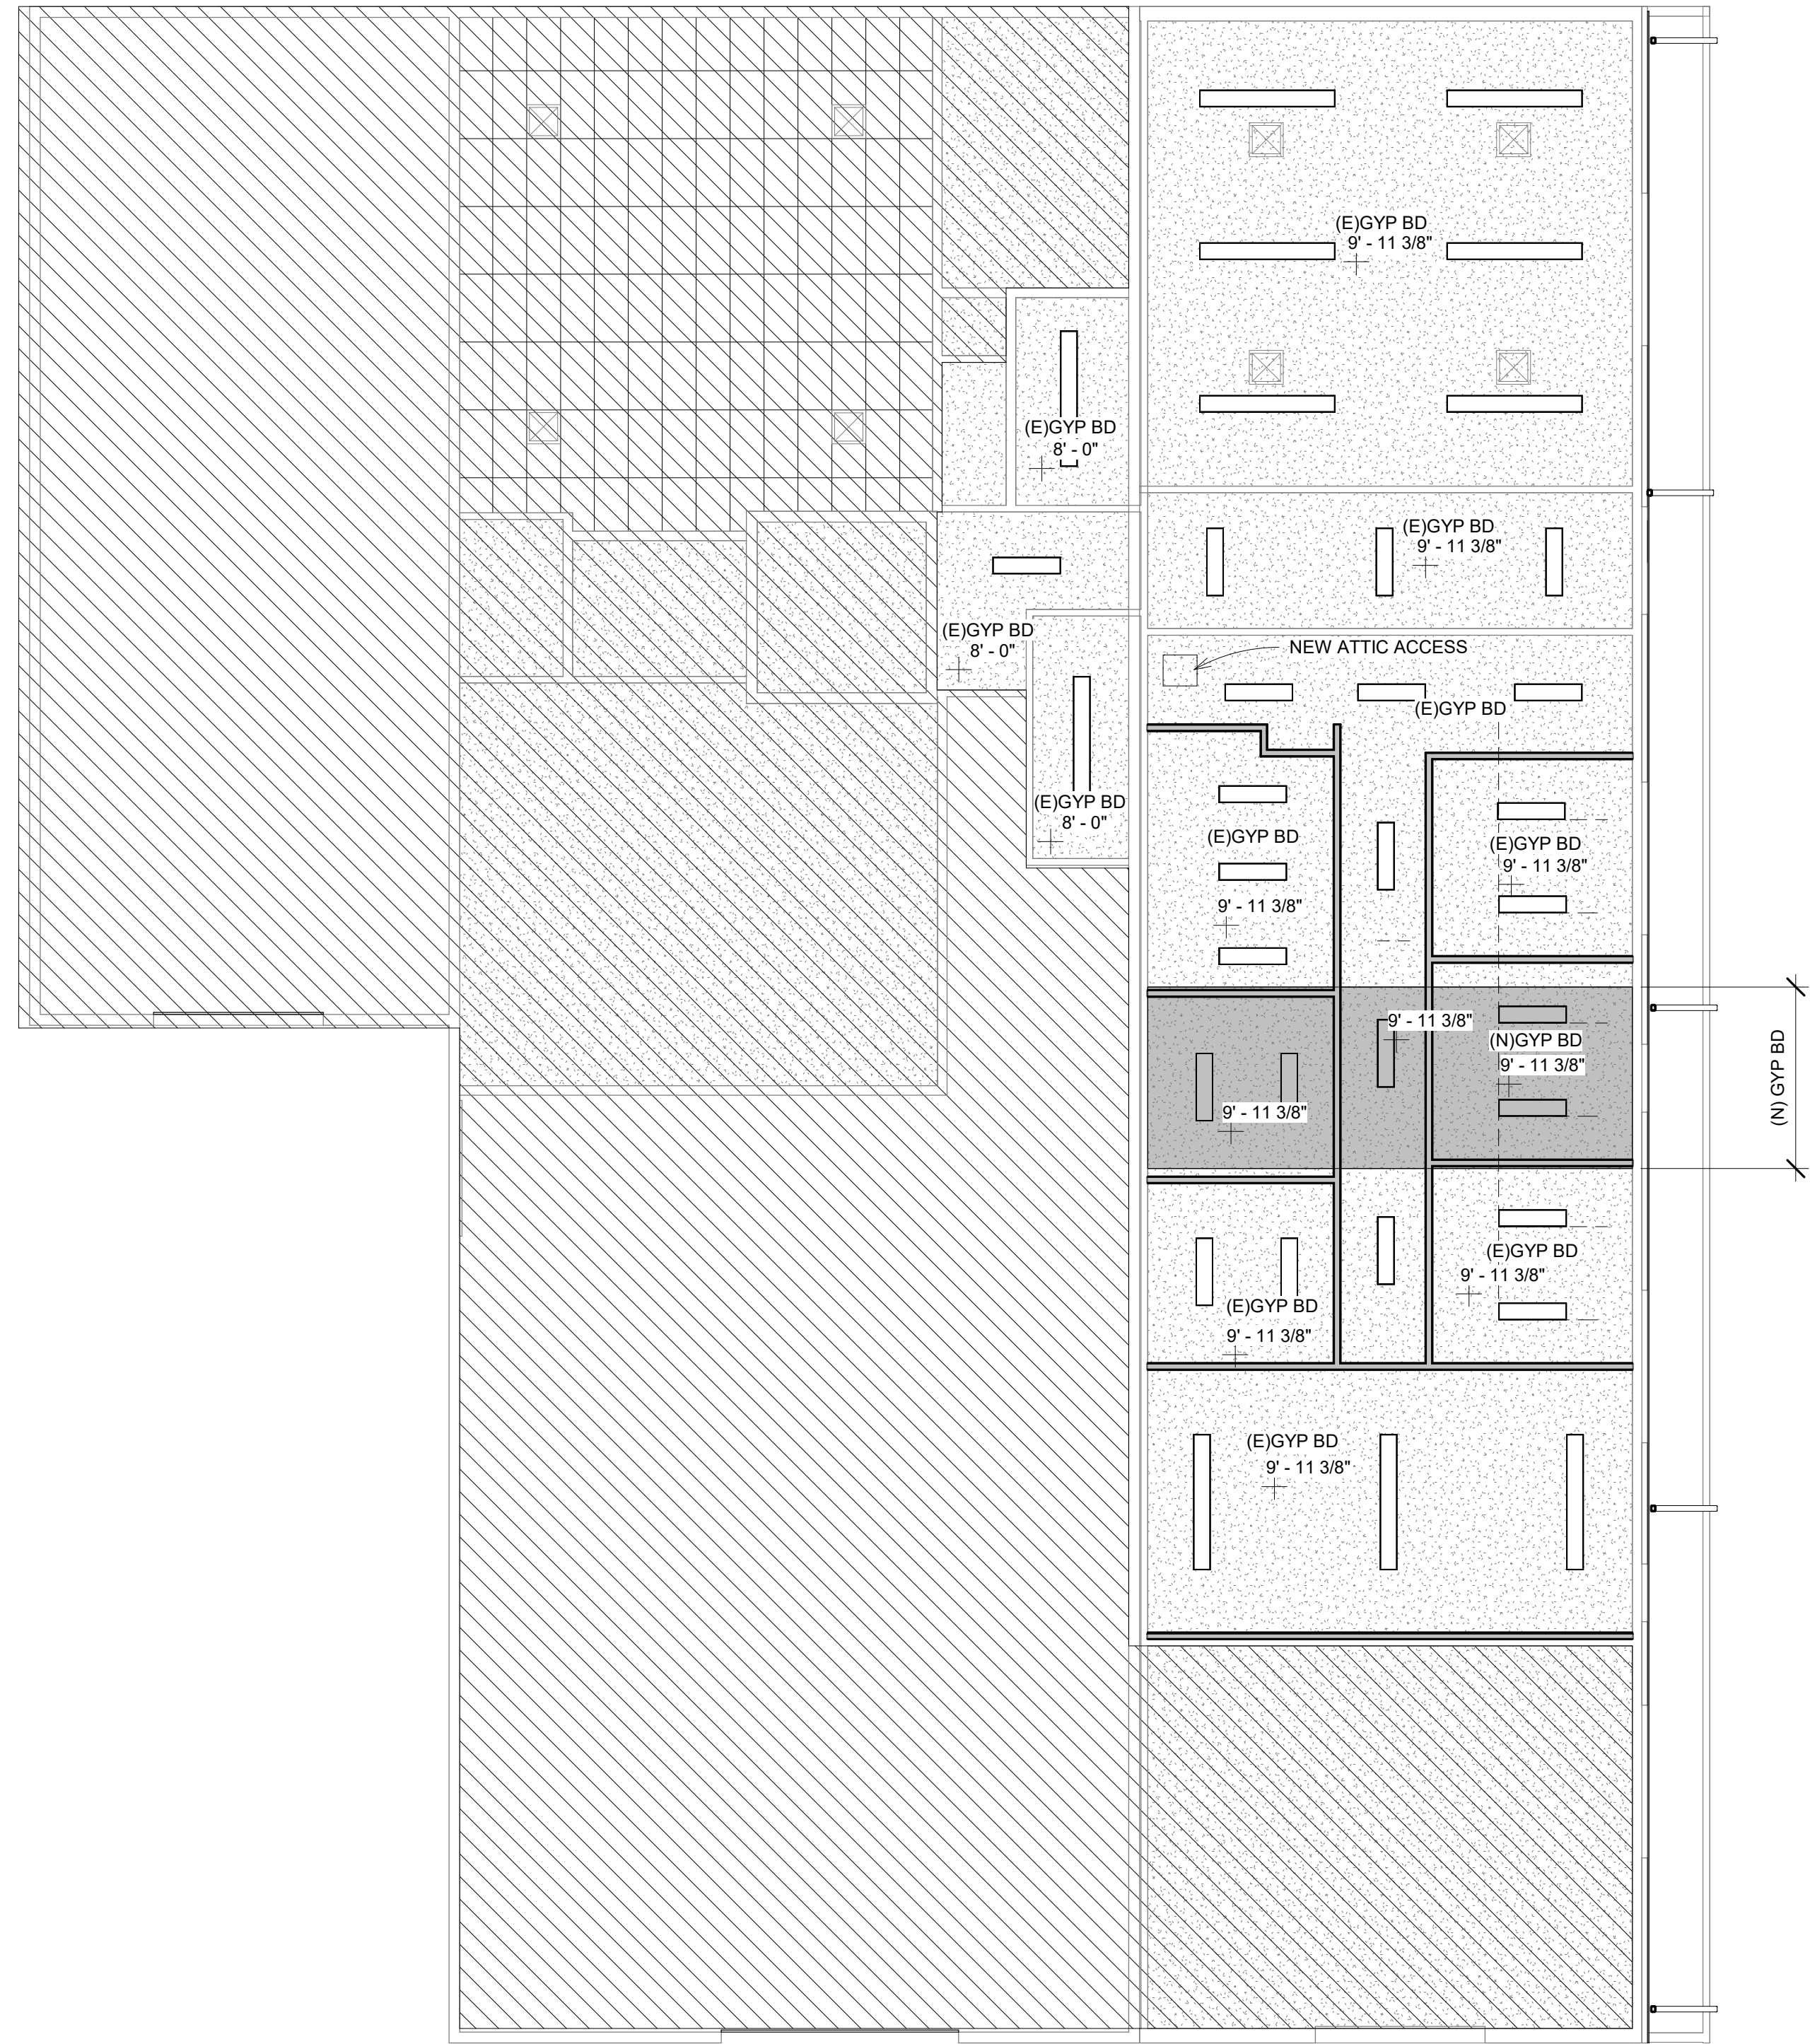 (E)GYP BD
9' - 11 3/8"
(E)GYP BD
8' - 0"
(E)GYP BD
9' - 11 3/8"
(E)GYP BD
8' - 0"
NEW ATTIC ACCESS
(E)GYP BD
(E)GYP BD
8' - 0"
(E)GYP BD
9' - 11 3/8"
(E)GYP BD
9' - 11 3/8"
9' - 11 3/8"
(N)GYP BD
9' - 11 3/8"
9' - 11 3/8"
(N) GYP BD
(E)GYP BD
9' - 11 3/8"
(E)GYP BD
9' - 11 3/8"
(E)GYP BD
9' - 11 3/8"